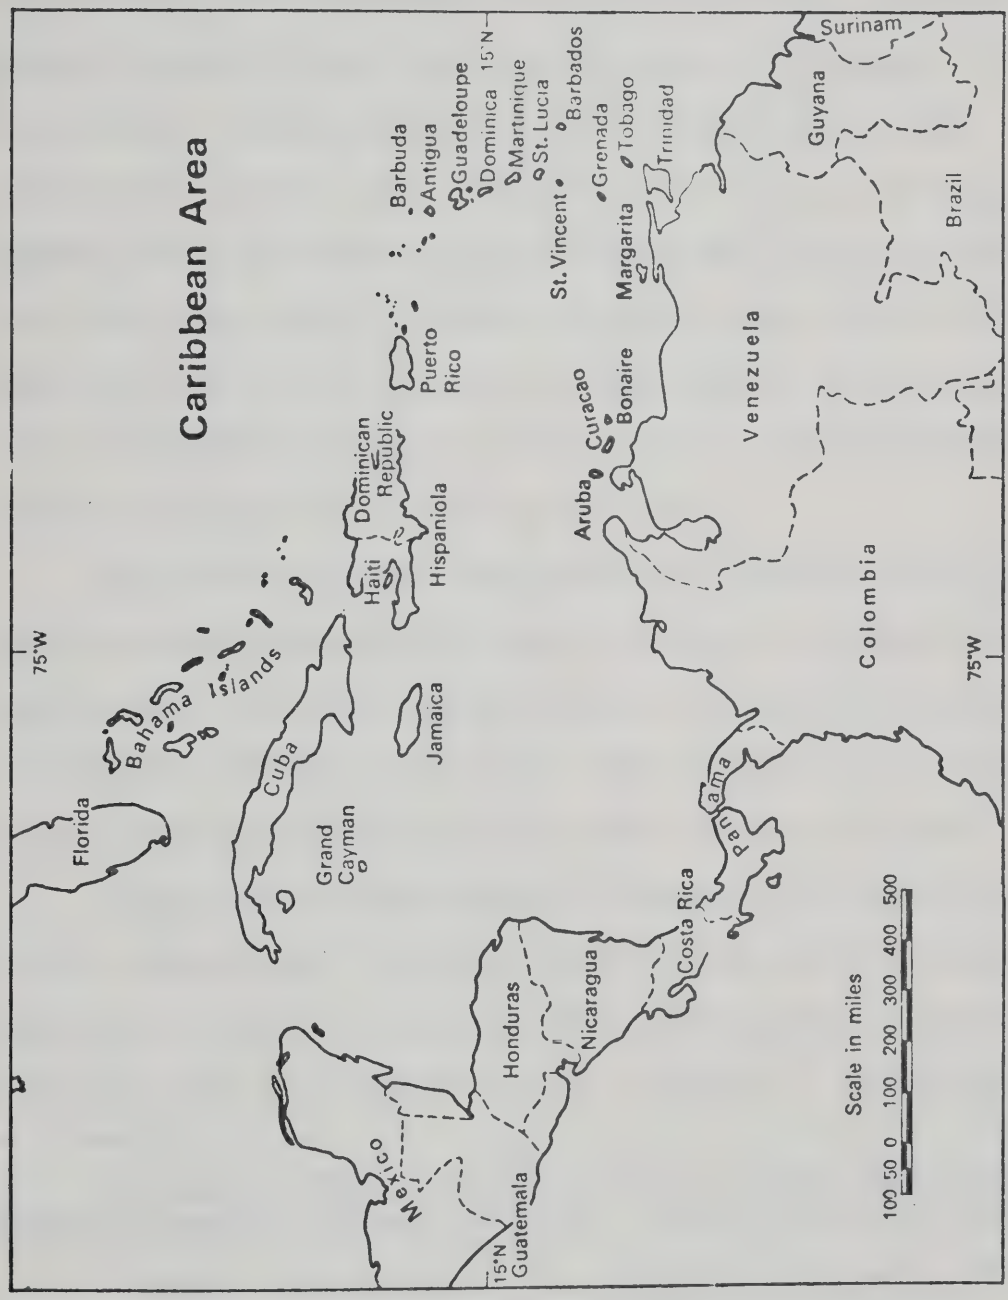 Caribbean Area
75°W
Florida
Bahama
Islands
Cuba
Grand
Cayman
Jamaica
Haiti
Dominican
Republic
Hispaniola
Puerto
Rico
Barbuda
Antigua
Guadeloupe
Dominica
15°N
Martinique
St. Lucia
Barbados
St. Vincent
Grenada
Tobago
Trinidad
Margarita
Aruba
Curacao
Bonaire
Mexico
15°N
Guatemala
Honduras
Nicaragua
Costa Rica
Panama
Colombia
Venezuela
Guyana
Surinam
Brazil
75°W
Scale in miles
100 50 0 100 200 300 400 500